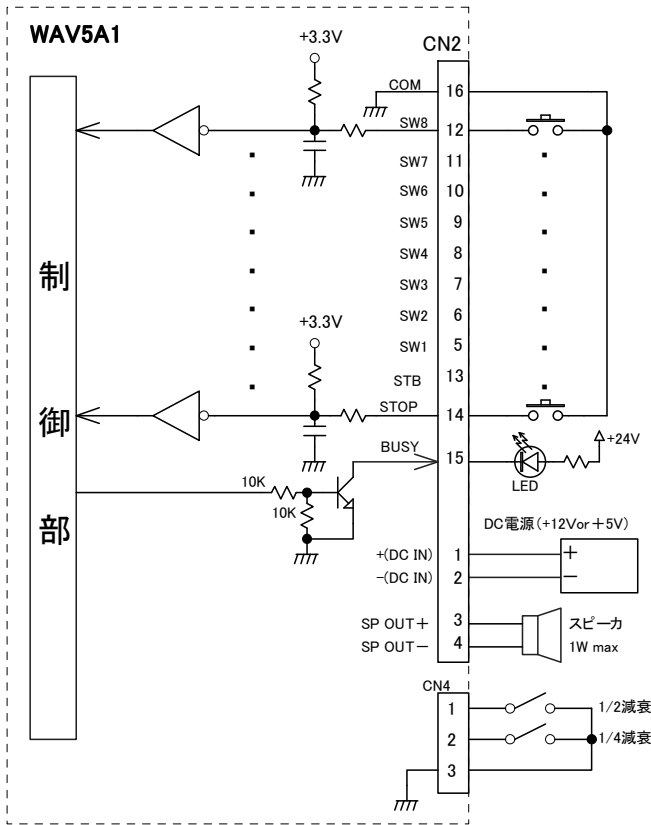 WAV5A1
+3.3V
CN2
COM 16
SW8 12
SW7 11
SW6 10
SW5 9
SW4 8
SW3 7
SW2 6
+3.3V
SW1 5
STB 13
STOP 14
BUSY 15
+24V
LED
10K
10K
DC電源(+12Vor+5V)
+(DC IN) 1 +
-(DC IN) 2 -
SP OUT+ 3 スピーカ
SP OUT- 4 1W max
CN4
1 1/2減衰
2 1/4減衰
3
制
御
部